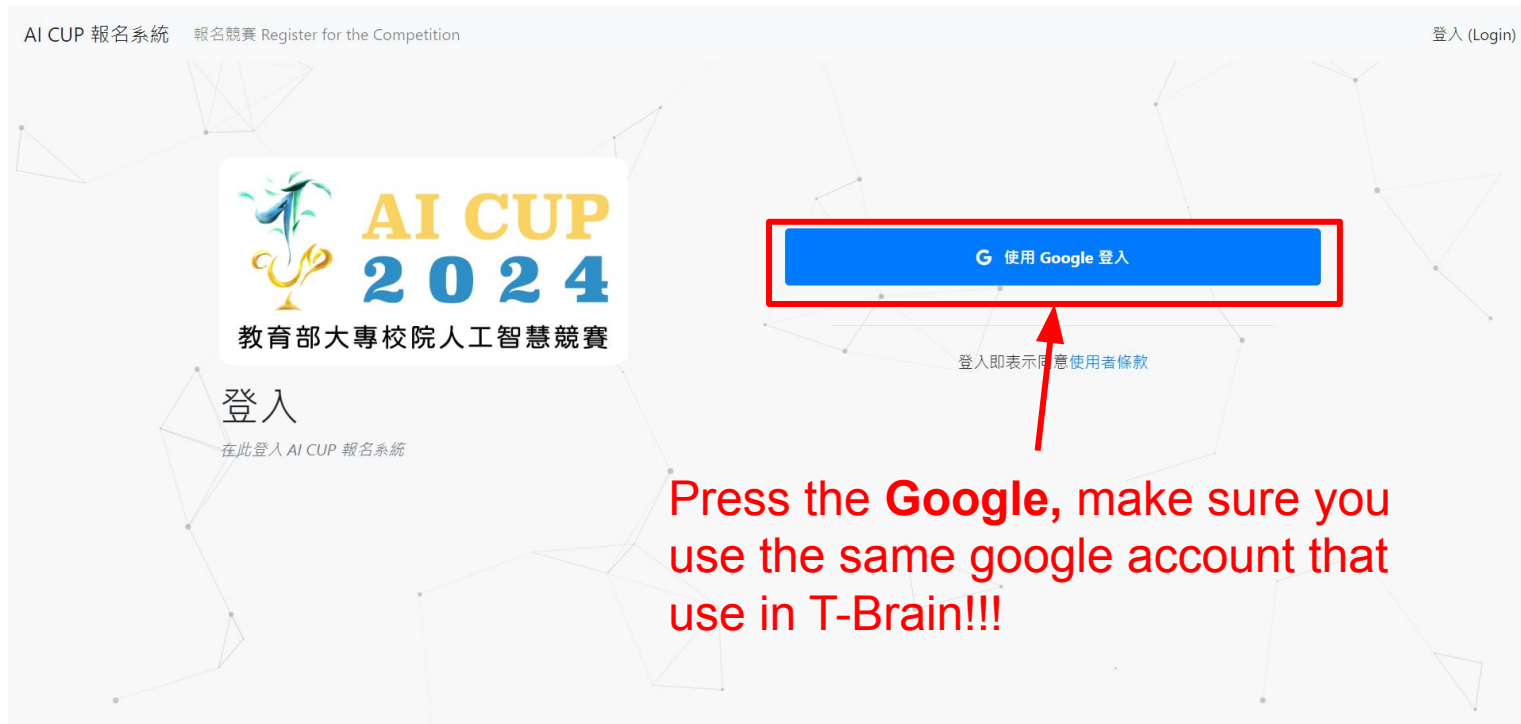 AI CUP 報名系統 報名競賽 Register for the Competition 登入 (Login)
AI CUP
2024
教育部大專校院人工智慧競賽
登入
在此登入 AI CUP 報名系統
G 使用 Google 登入
登入即表示同意使用者條款
Press the Google, make sure you
use the same google account that
use in T-Brain!!!